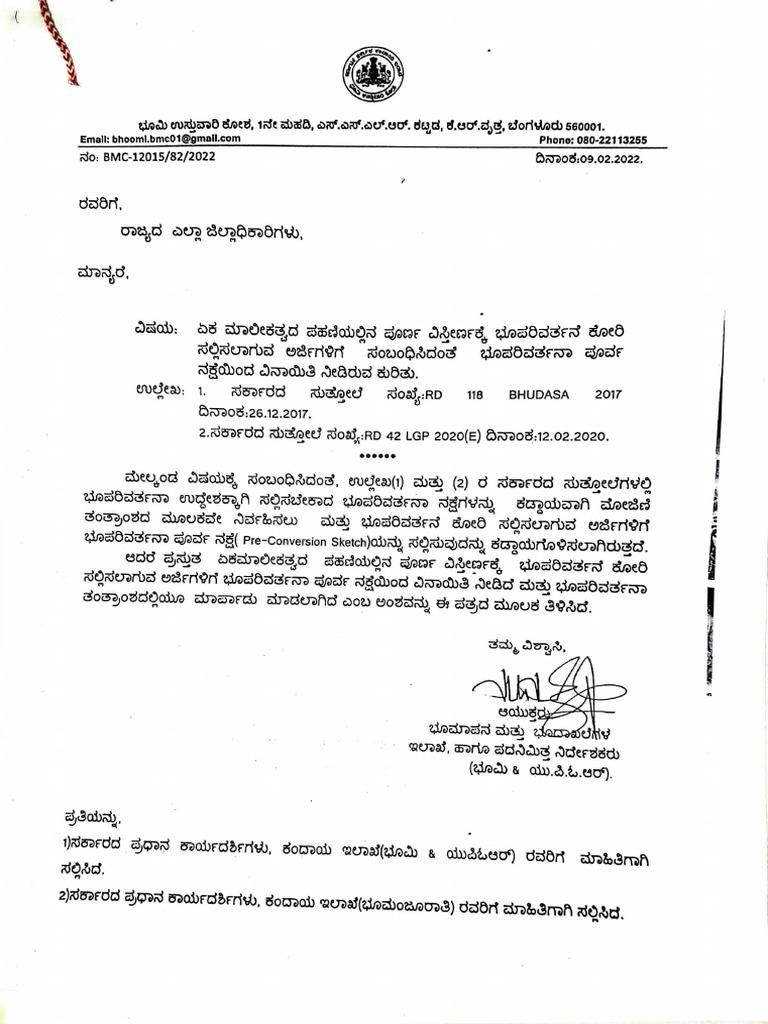 ಭೂಮಿ ಉಸ್ತುವಾರಿ ಕೋಶ, 1ನೇ ಮಹಡಿ, ಎಸ್.ಎಸ್.ಎಲ್.ಆರ್. ಕಟ್ಟಡ, ಕೆ.ಆರ್.ವೃತ್ತ, ಬೆಂಗಳೂರು 560001.
Email: bhoomi.bmc01@gmail.com Phone: 080-22113255
ನಂ: BMC-12015/82/2022 ದಿನಾಂಕ:09.02.2022.
ರವರಿಗೆ,
ರಾಜ್ಯದ ಎಲ್ಲಾ ಜಿಲ್ಲಾಧಿಕಾರಿಗಳು,
ಮಾನ್ಯರೆ,
ವಿಷಯ: ಏಕ ಮಾಲೀಕತ್ವದ ಪಹಣಿಯಲ್ಲಿನ ಪೂರ್ಣ ವಿಸ್ತೀರ್ಣಕ್ಕೆ ಭೂಪರಿವರ್ತನೆ ಕೋರಿ
ಸಲ್ಲಿಸಲಾಗುವ ಅರ್ಜಿಗಳಿಗೆ ಸಂಬಂಧಿಸಿದಂತೆ ಭೂಪರಿವರ್ತನಾ ಪೂರ್ವ
ನಕ್ಷೆಯಿಂದ ವಿನಾಯಿತಿ ನೀಡಿರುವ ಕುರಿತು.
ಉಲ್ಲೇಖ: 1. ಸರ್ಕಾರದ ಸುತ್ತೋಲೆ ಸಂಖ್ಯೆ:RD 118 BHUDASA 2017
ದಿನಾಂಕ:26.12.2017.
2.ಸರ್ಕಾರದ ಸುತ್ತೋಲೆ ಸಂಖ್ಯೆ:RD 42 LGP 2020(E) ದಿನಾಂಕ:12.02.2020.
******
ಮೇಲ್ಕಂಡ ವಿಷಯಕ್ಕೆ ಸಂಬಂಧಿಸಿದಂತೆ, ಉಲ್ಲೇಖ(1) ಮತ್ತು (2) ರ ಸರ್ಕಾರದ ಸುತ್ತೋಲೆಗಳಲ್ಲಿ
ಭೂಪರಿವರ್ತನಾ ಉದ್ದೇಶಕ್ಕಾಗಿ ಸಲ್ಲಿಸಬೇಕಾದ ಭೂಪರಿವರ್ತನಾ ನಕ್ಷೆಗಳನ್ನು ಕಡ್ಡಾಯವಾಗಿ ಮೋಜಿಣಿ
ತಂತ್ರಾಂಶದ ಮೂಲಕವೇ ನಿರ್ವಹಿಸಲು ಮತ್ತು ಭೂಪರಿವರ್ತನೆ ಕೋರಿ ಸಲ್ಲಿಸಲಾಗುವ ಅರ್ಜಿಗಳಿಗೆ
ಭೂಪರಿವರ್ತನಾ ಪೂರ್ವ ನಕ್ಷೆ( Pre-Conversion Sketch)ಯನ್ನು ಸಲ್ಲಿಸುವುದನ್ನು ಕಡ್ಡಾಯಗೊಳಿಸಲಾಗಿರುತ್ತದೆ.
ಆದರೆ ಪ್ರಸ್ತುತ ಏಕಮಾಲೀಕತ್ವದ ಪಹಣಿಯಲ್ಲಿನ ಪೂರ್ಣ ವಿಸ್ತೀರ್ಣಕ್ಕೆ ಭೂಪರಿವರ್ತನೆ ಕೋರಿ
ಸಲ್ಲಿಸಲಾಗುವ ಅರ್ಜಿಗಳಿಗೆ ಭೂಪರಿವರ್ತನಾ ಪೂರ್ವ ನಕ್ಷೆಯಿಂದ ವಿನಾಯಿತಿ ನೀಡಿದೆ ಮತ್ತು ಭೂಪರಿವರ್ತನಾ
ತಂತ್ರಾಂಶದಲ್ಲಿಯೂ ಮಾರ್ಪಾಡು ಮಾಡಲಾಗಿದೆ ಎಂಬ ಅಂಶವನ್ನು ಈ ಪತ್ರದ ಮೂಲಕ ತಿಳಿಸಿದೆ.
ತಮ್ಮ ವಿಶ್ವಾಸಿ,
ಆಯುಕ್ತರು
ಭೂಮಾಪನ ಮತ್ತು ಭೂದಾಖಲೆಗಳ
ಇಲಾಖೆ, ಹಾಗೂ ಪದನಿಮಿತ್ತ ನಿರ್ದೇಶಕರು
(ಭೂಮಿ & ಯು.ಪಿ.ಓ.ಆರ್).
ಪ್ರತಿಯನ್ನು,
1)ಸರ್ಕಾರದ ಪ್ರಧಾನ ಕಾರ್ಯದರ್ಶಿಗಳು, ಕಂದಾಯ ಇಲಾಖೆ(ಭೂಮಿ & ಯುಪಿಓಆರ್) ರವರಿಗೆ ಮಾಹಿತಿಗಾಗಿ
ಸಲ್ಲಿಸಿದೆ.
2)ಸರ್ಕಾರದ ಪ್ರಧಾನ ಕಾರ್ಯದರ್ಶಿಗಳು, ಕಂದಾಯ ಇಲಾಖೆ(ಭೂಮಂಜೂರಾತಿ) ರವರಿಗೆ ಮಾಹಿತಿಗಾಗಿ ಸಲ್ಲಿಸಿದೆ.